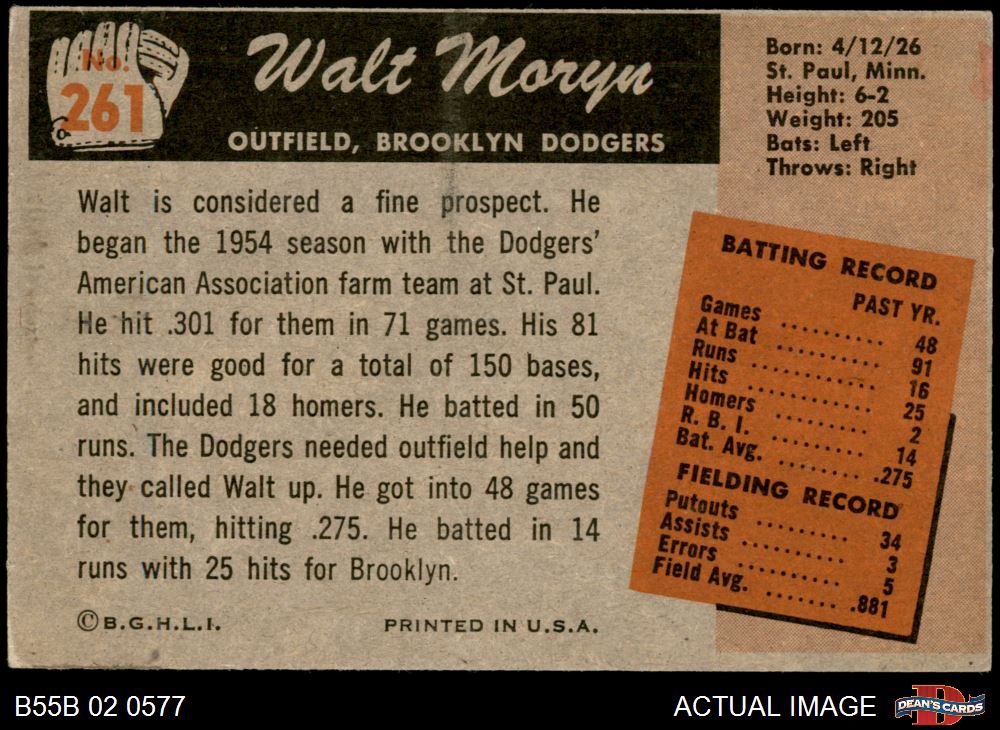 No.
261
Walt Moryn
OUTFIELD, BROOKLYN DODGERS
Born: 4/12/26
St. Paul, Minn.
Height: 6-2
Weight: 205
Bats: Left
Throws: Right
Walt is considered a fine prospect. He
began the 1954 season with the Dodgers'
American Association farm team at St. Paul.
He hit .301 for them in 71 games. His 81
hits were good for a total of 150 bases,
and included 18 homers. He batted in 50
runs. The Dodgers needed outfield help and
they called Walt up. He got into 48 games
for them, hitting .275. He batted in 14
runs with 25 hits for Brooklyn.
BATTING RECORD
PAST YR.
Games ........ 48
At Bat ........ 91
Runs ........ 16
Hits ........ 25
Homers ........ 2
R. B. I. ........ 14
Bat. Avg. ........ .275
FIELDING RECORD
Putouts ........ 34
Assists ........ 3
Errors ........ 5
Field Avg. ........ .881
©B.G.H.L.I.
PRINTED IN U.S.A.
B55B 02 0577
ACTUAL IMAGE
DEAN'S CARDS